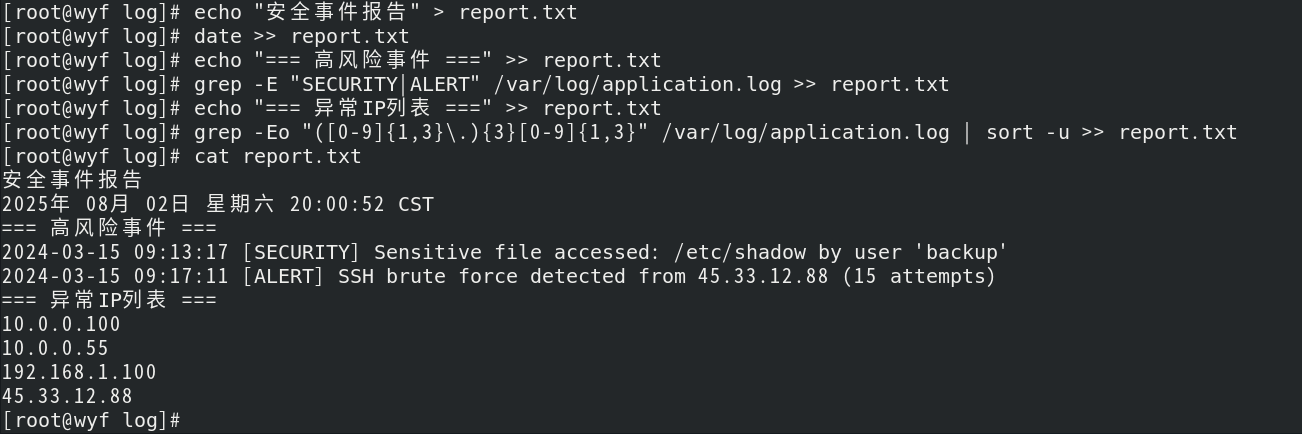 [root@wyf log]# echo "安全事件报告" > report.txt
[root@wyf log]# date >> report.txt
[root@wyf log]# echo "=== 高风险事件 ===" >> report.txt
[root@wyf log]# grep -E "SECURITY|ALERT" /var/log/application.log >> report.txt
[root@wyf log]# echo "=== 异常IP列表 ===" >> report.txt
[root@wyf log]# grep -Eo "([0-9]{1,3}\.){3}[0-9]{1,3}" /var/log/application.log | sort -u >> report.txt
[root@wyf log]# cat report.txt
安全事件报告
2025年 08月 02日 星期六 20:00:52 CST
=== 高风险事件 ===
2024-03-15 09:13:17 [SECURITY] Sensitive file accessed: /etc/shadow by user 'backup'
2024-03-15 09:17:11 [ALERT] SSH brute force detected from 45.33.12.88 (15 attempts)
=== 异常IP列表 ===
10.0.0.100
10.0.0.55
192.168.1.100
45.33.12.88
[root@wyf log]#